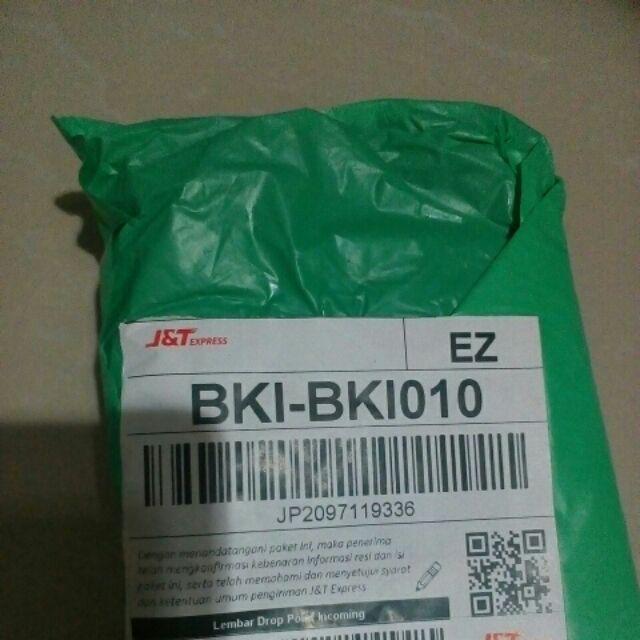 J&T EXPRESS
EZ
BKI-BKI010
JP2097119336
Dengan menandatangani paket ini, maka penerima
telah mengkonfirmasi kebenaran informasi resi dan isi
paket ini, serta telah memahami dan menyetujui syarat
dan ketentuan umum pengiriman J&T Express
Lembar Drop Point Incoming
J&T